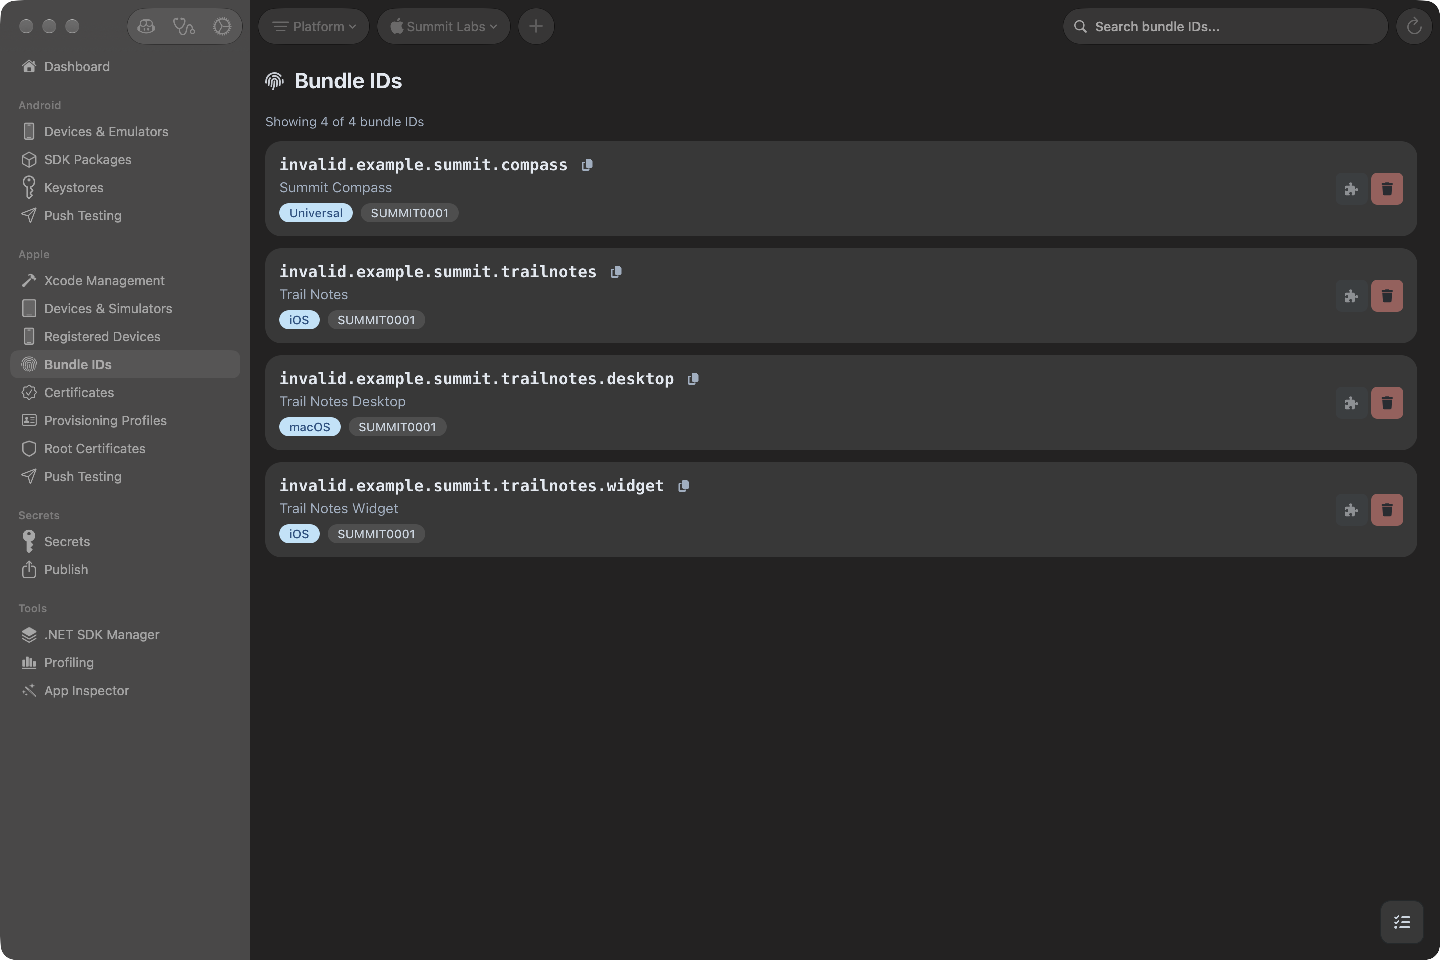 Platform
Summit Labs
Search bundle IDs...
Dashboard
Android
Devices & Emulators
SDK Packages
Keystores
Push Testing
Apple
Xcode Management
Devices & Simulators
Registered Devices
Bundle IDs
Certificates
Provisioning Profiles
Root Certificates
Push Testing
Secrets
Secrets
Publish
Tools
.NET SDK Manager
Profiling
App Inspector
Bundle IDs
Showing 4 of 4 bundle IDs
invalid.example.summit.compass
Summit Compass
Universal SUMMIT0001
invalid.example.summit.trailnotes
Trail Notes
iOS SUMMIT0001
invalid.example.summit.trailnotes.desktop
Trail Notes Desktop
macOS SUMMIT0001
invalid.example.summit.trailnotes.widget
Trail Notes Widget
iOS SUMMIT0001